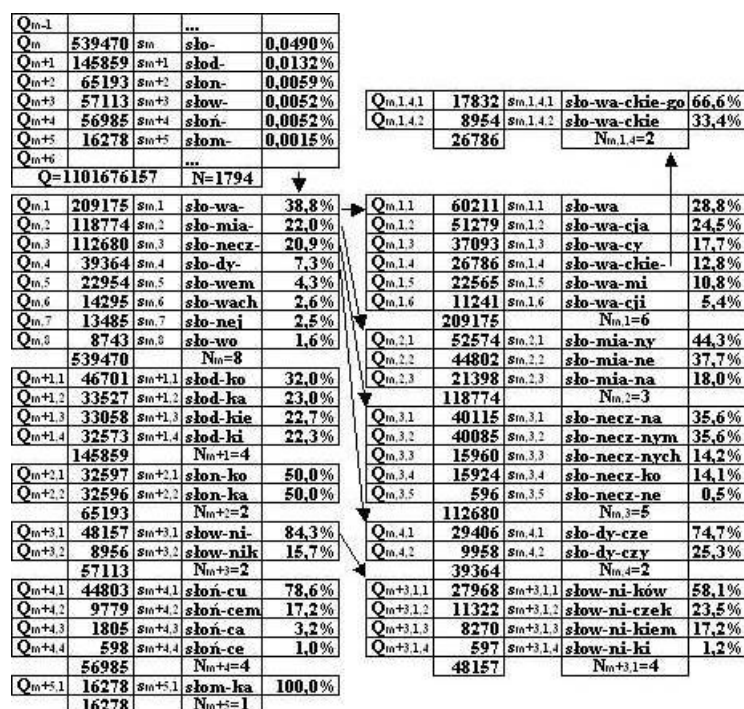 Qm-1 ...
Qm 539470 sm sło- 0,0490%
Qm+1 145859 sm+1 słod- 0,0132%
Qm+2 65193 sm+2 słon- 0,0059%
Qm+3 57113 sm+3 słow- 0,0052%
Qm+4 56985 sm+4 słoń- 0,0052%
Qm+5 16278 sm+5 słom- 0,0015%
Qm+6 ...
Q=1101676157 N=1794
Qm,1 209175 sm,1 sło-wa- 38,8%
Qm,2 118774 sm,2 sło-mia- 22,0%
Qm,3 112680 sm,3 sło-necz- 20,9%
Qm,4 39364 sm,4 sło-dy- 7,3%
Qm,5 22954 sm,5 sło-wem 4,3%
Qm,6 14295 sm,6 sło-wach 2,6%
Qm,7 13485 sm,7 sło-nej 2,5%
Qm,8 8743 sm,8 sło-wo 1,6%
539470 Nm=8
Qm+1,1 46701 sm+1,1 słod-ko 32,0%
Qm+1,2 33527 sm+1,2 słod-ka 23,0%
Qm+1,3 33058 sm+1,3 słod-kie 22,7%
Qm+1,4 32573 sm+1,4 słod-ki 22,3%
145859 Nm+1=4
Qm+2,1 32597 sm+2,1 słon-ko 50,0%
Qm+2,2 32596 sm+2,2 słon-ka 50,0%
65193 Nm+2=2
Qm+3,1 48157 sm+3,1 słow-ni- 84,3%
Qm+3,2 8956 sm+3,2 słow-nik 15,7%
57113 Nm+3=2
Qm+4,1 44803 sm+4,1 słoń-cu 78,6%
Qm+4,2 9779 sm+4,2 słoń-cem 17,2%
Qm+4,3 1805 sm+4,3 słoń-ca 3,2%
Qm+4,4 598 sm+4,4 słoń-ce 1,0%
56985 Nm+4=4
Qm+5,1 16278 sm+5,1 słom-ka 100,0%
16278 Nm+5=1
Qm,1,4,1 17832 sm,1,4,1 sło-wa-ckie-go 66,6%
Qm,1,4,2 8954 sm,1,4,2 sło-wa-ckie 33,4%
26786 Nm,1,4=2
Qm,1,1 60211 sm,1,1 sło-wa 28,8%
Qm,1,2 51279 sm,1,2 sło-wa-cja 24,5%
Qm,1,3 37093 sm,1,3 sło-wa-cy 17,7%
Qm,1,4 26786 sm,1,4 sło-wa-ckie- 12,8%
Qm,1,5 22565 sm,1,5 sło-wa-mi 10,8%
Qm,1,6 11241 sm,1,6 sło-wa-cji 5,4%
209175 Nm,1=6
Qm,2,1 52574 sm,2,1 sło-mia-ny 44,3%
Qm,2,2 44802 sm,2,2 sło-mia-ne 37,7%
Qm,2,3 21398 sm,2,3 sło-mia-na 18,0%
118774 Nm,2=3
Qm,3,1 40115 sm,3,1 sło-necz-na 35,6%
Qm,3,2 40085 sm,3,2 sło-necz-nym 35,6%
Qm,3,3 15960 sm,3,3 sło-necz-nych 14,2%
Qm,3,4 15924 sm,3,4 sło-necz-ko 14,1%
Qm,3,5 596 sm,3,5 sło-necz-ne 0,5%
112680 Nm,3=5
Qm,4,1 29406 sm,4,1 sło-dy-cze 74,7%
Qm,4,2 9958 sm,4,2 sło-dy-czy 25,3%
39364 Nm,4=2
Qm+3,1,1 27968 sm+3,1,1 słow-ni-ków 58,1%
Qm+3,1,2 11322 sm+3,1,2 słow-ni-czek 23,5%
Qm+3,1,3 8270 sm+3,1,3 słow-ni-kiem 17,2%
Qm+3,1,4 597 sm+3,1,4 słow-ni-ki 1,2%
48157 Nm+3,1=4